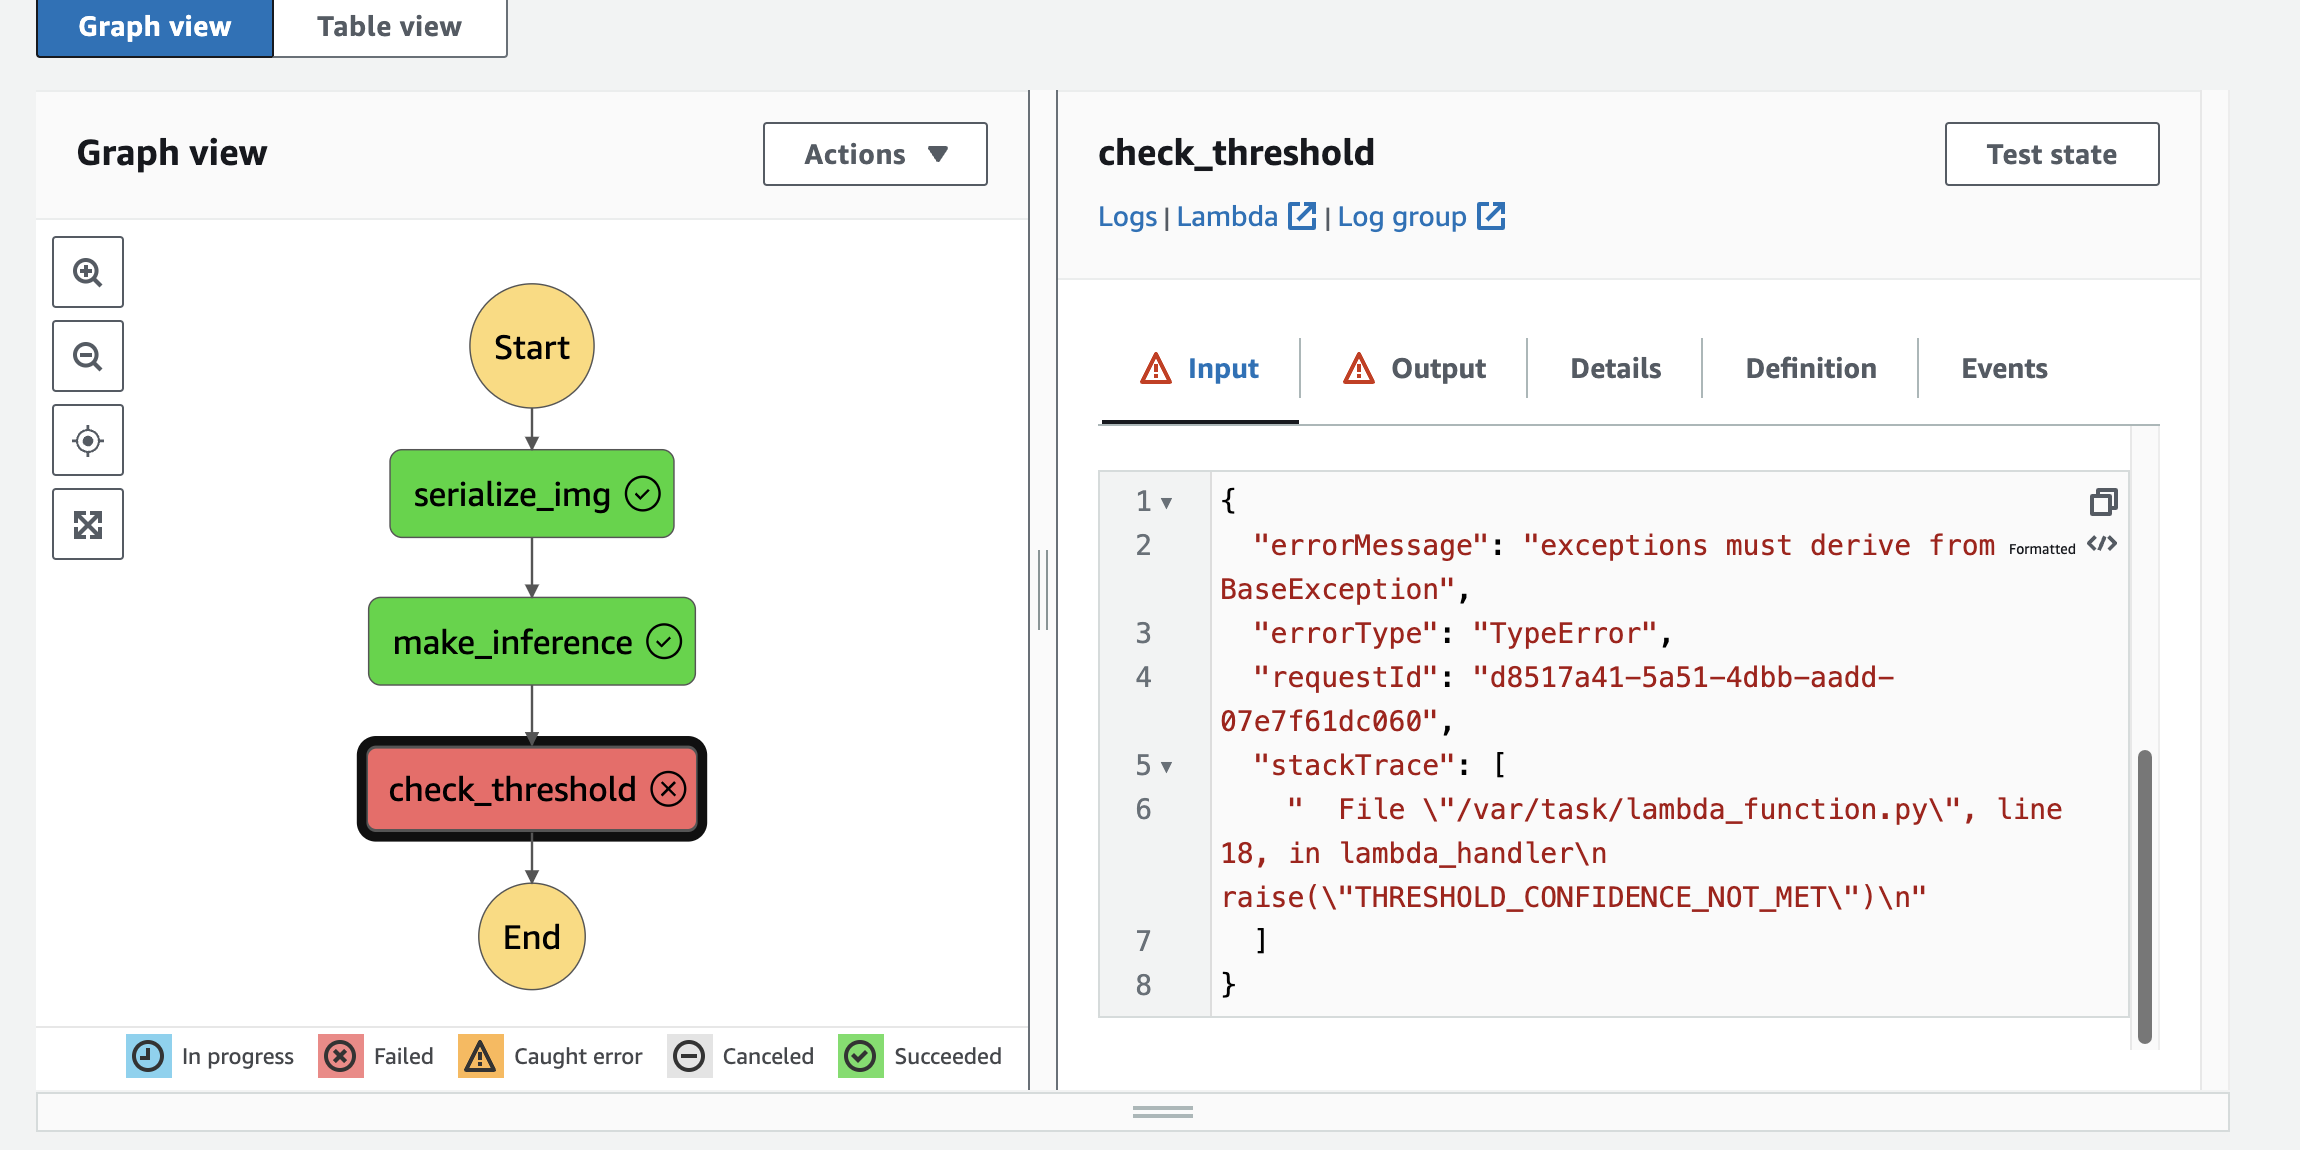 Graph view
Table view
Graph view
Actions
Start
serialize_img
make_inference
check_threshold
End
In progress
Failed
Caught error
Canceled
Succeeded
check_threshold
Test state
Logs | Lambda | Log group
Input
Output
Details
Definition
Events
1 {
2 "errorMessage": "exceptions must derive from
Formatted
BaseException",
3 "errorType": "TypeError",
4 "requestId": "d8517a41-5a51-4dbb-aadd-
07e7f61dc060",
5 "stackTrace": [
6 "  File \"/var/task/lambda_function.py\", line
18, in lambda_handler\n
raise(\"THRESHOLD_CONFIDENCE_NOT_MET\")\n"
7 ]
8 }